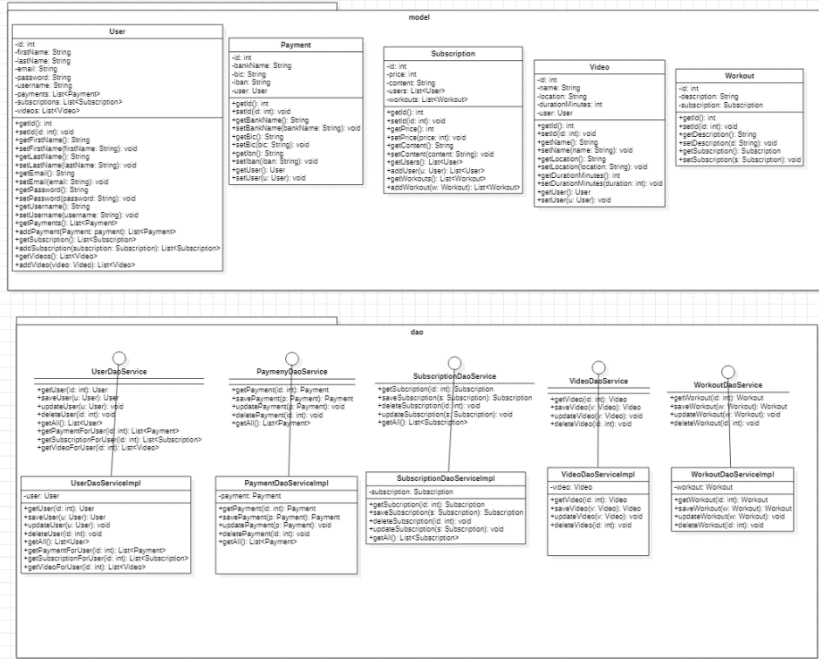 model
User
-id: int
-firstName: String
-lastName: String
-email: String
-password: String
-username: String
-payments: List<Payment>
-subscriptions: List<Subscription>
-videos: List<Video>
+getId(): int
+setId(id: int): void
+getFirstName(): String
+setFirstName(firstName: String): void
+getLastName(): String
+setLastName(lastName: String): void
+getEmail(): String
+setEmail(email: String): void
+getPassword(): String
+setPassword(password: String): void
+getUsername(): String
+setUsername(username: String): void
+getPayments(): List<Payment>
+addPayment(Payment: payment): List<Payment>
+getSubscription(): List<Subscription>
+addSubscription(subscription: Subscription): List<Subscription>
+getVideos(): List<Video>
+addVideo(video: Video): List<Video>
Payment
-id: int
-bankName: String
-bic: String
-iban: String
-user: User
+getId(): int
+setId(id: int): void
+getBankName(): String
+setBankName(bankName: String): void
+getBic(): String
+setBic(bic: String): void
+getIbn(): String
+setIban(iban: String): void
+getUser(): User
+setUser(u: User): void
Subscription
-id: int
-price: int
-content: String
-users: List<User>
-workouts: List<Workout>
+getId(): int
+setId(id: int): void
+getPrice(): int
+setPrice(price: int): void
+getContent(): String
+setContent(content: String): void
+getUsers(): List<User>
+addUser(u: User): List<User>
+getWorkouts(): List<Workout>
+addWorkout(w: Workout): List<Workout>
Video
-id: int
-name: String
-location: String
-durationMinutes: int
-user: User
+getId(): int
+setId(id: int): void
+getName(): String
+setName(name: String): void
+getLocation(): String
+setLocation(location: String): void
+getDurationMinutes(): int
+setDurationMinutes(duration: int): void
+getUser(): User
+setUser(u: User): void
Workout
-id: int
-description: String
-subscription: Subscription
+getId(): int
+setId(id: int): void
+getDescription(): String
+setDescription(d: String): void
+getSubscription(): Subscription
+setSubscription(s: Subscription): void
dao
UserDaoService
+getUser(id: int): User
+saveUser(u: User): User
+updateUser(u: User): void
+deleteUser(id: int): void
+getAll(): List<User>
+getPaymentForUser(id: int): List<Payment>
+getSubscriptionForUser(id: int): List<Subscription>
+getVideoForUser(id: int): List<Video>
PaymenyDaoService
+getPayment(id: int): Payment
+savePayment(p: Payment): Payment
+updatePayment(p: Payment): void
+deletePayment(id: int): void
+getAll(): List<Payment>
SubscriptionDaoService
+getSubcription(id: int): Subscription
+saveSubscription(s: Subscription): Subscription
+deleteSubscription(id: int): void
+updateSubscription(s: Subscription): void
+getAll(): List<Subscription>
VideoDaoService
+getVideo(id: int): Video
+saveVideo(v: Video): Video
+updateVideo(v: Video): void
+deleteVideo(id: int): void
WorkoutDaoService
+getWorkout(id: int): Workout
+saveWorkout(w: Workout): Workout
+updateWorkout(w: Workout): void
+deleteWorkout(id: int): void
UserDaoServiceImpl
-user: User
+getUser(id: int): User
+saveUser(u: User): User
+updateUser(u: User): void
+deleteUser(id: int): void
+getAll(): List<User>
+getPaymentForUser(id: int): List<Payment>
+getSubscriptionForUser(id: int): List<Subscription>
+getVideoForUser(id: int): List<Video>
PaymentDaoServiceImpl
-payment: Payment
+getPayment(id: int): Payment
+savePayment(p: Payment): Payment
+updatePayment(p: Payment): void
+deletePayment(id: int): void
+getAll(): List<Payment>
SubscriptionDaoServiceImpl
-subscription: Subscription
+getSubcription(id: int): Subscription
+saveSubscription(s: Subscription): Subscription
+deleteSubscription(id: int): void
+updateSubscription(s: Subscription): void
+getAll(): List<Subscription>
VideoDaoServiceImpl
-video: Video
+getVideo(id: int): Video
+saveVideo(v: Video): Video
+updateVideo(v: Video): void
+deleteVideo(id: int): void
WorkoutDaoServiceImpl
-workout: Workout
+getWorkout(id: int): Workout
+saveWorkout(w: Workout): Workout
+updateWorkout(w: Workout): void
+deleteWorkout(id: int): void